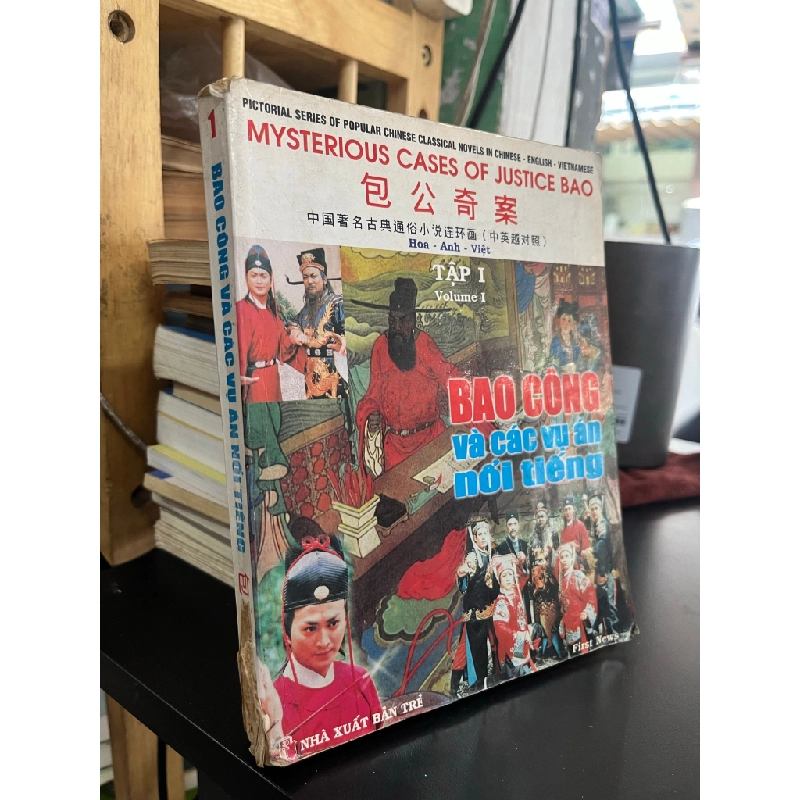 PICTORIAL SERIES OF POPULAR CHINESE CLASSICAL NOVELS IN CHINESE - ENGLISH - VIETNAMESE
MYSTERIOUS CASES OF JUSTICE BAO
包公奇案
中国著名古典通俗小说连环画(中英越对照)
Hoa - Anh - Việt
TẬP I
Volume I
BAO CÔNG
và các vụ án
nổi tiếng
First News
NHÀ XUẤT BẢN TRẺ
1
BAO CÔNG VÀ CÁC VỤ ÁN NỔI TIẾNG